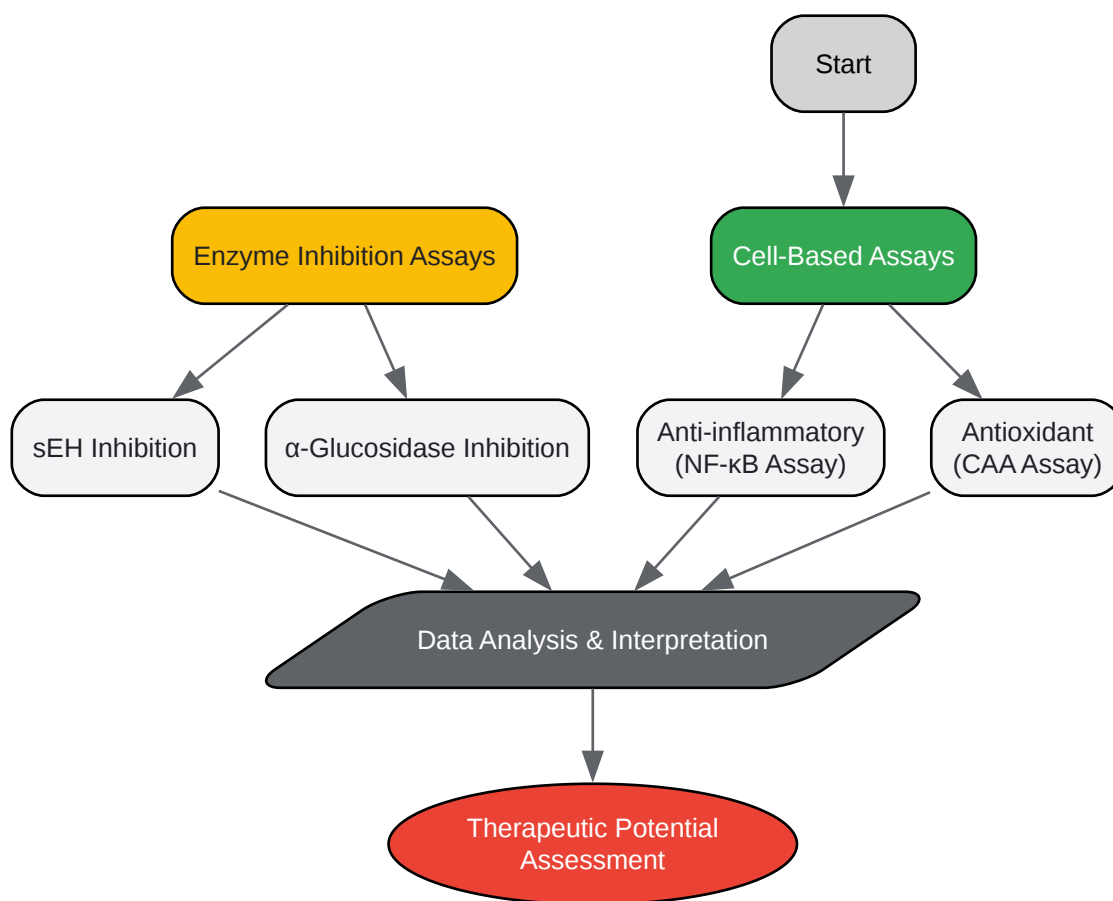 Start
Enzyme Inhibition Assays
Cell-Based Assays
sEH Inhibition
α-Glucosidase Inhibition
Anti-inflammatory
(NF-κB Assay)
Antioxidant
(CAA Assay)
Data Analysis & Interpretation
Therapeutic Potential
Assessment